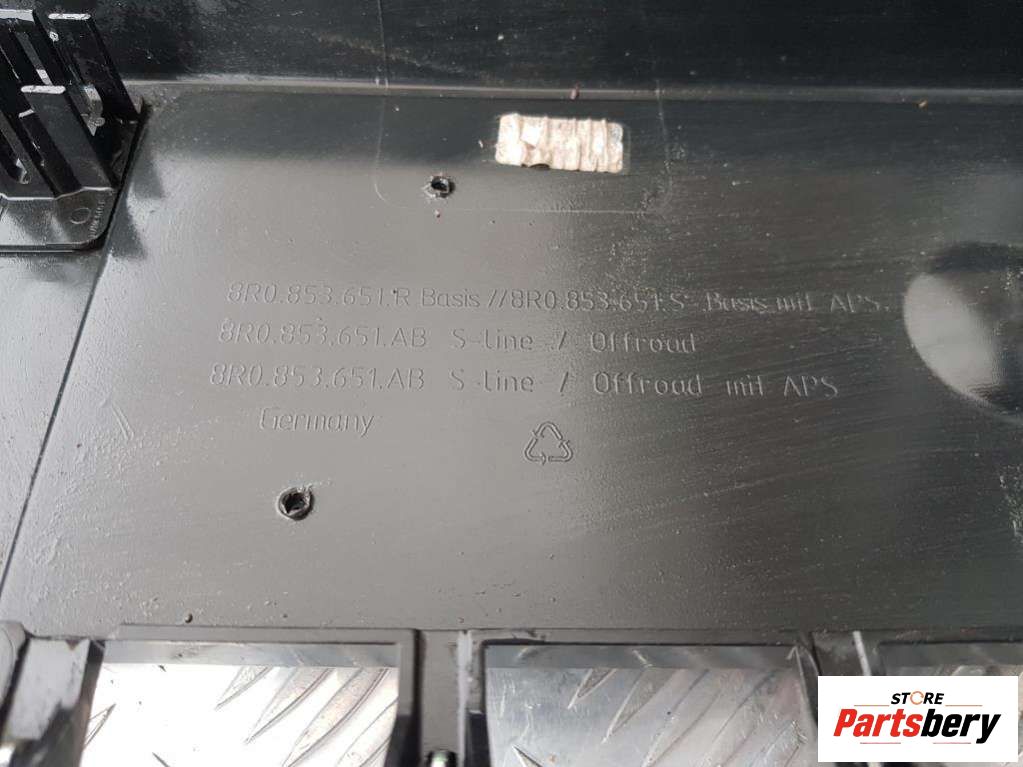 8R0.853.651.R Basis //8R0.853.651.S Basis mit APS.
8R0.853.651.AB S-line / Offroad
8R0.853.651.AB S-line / Offroad mit APS
Germany
STORE
Partsbery